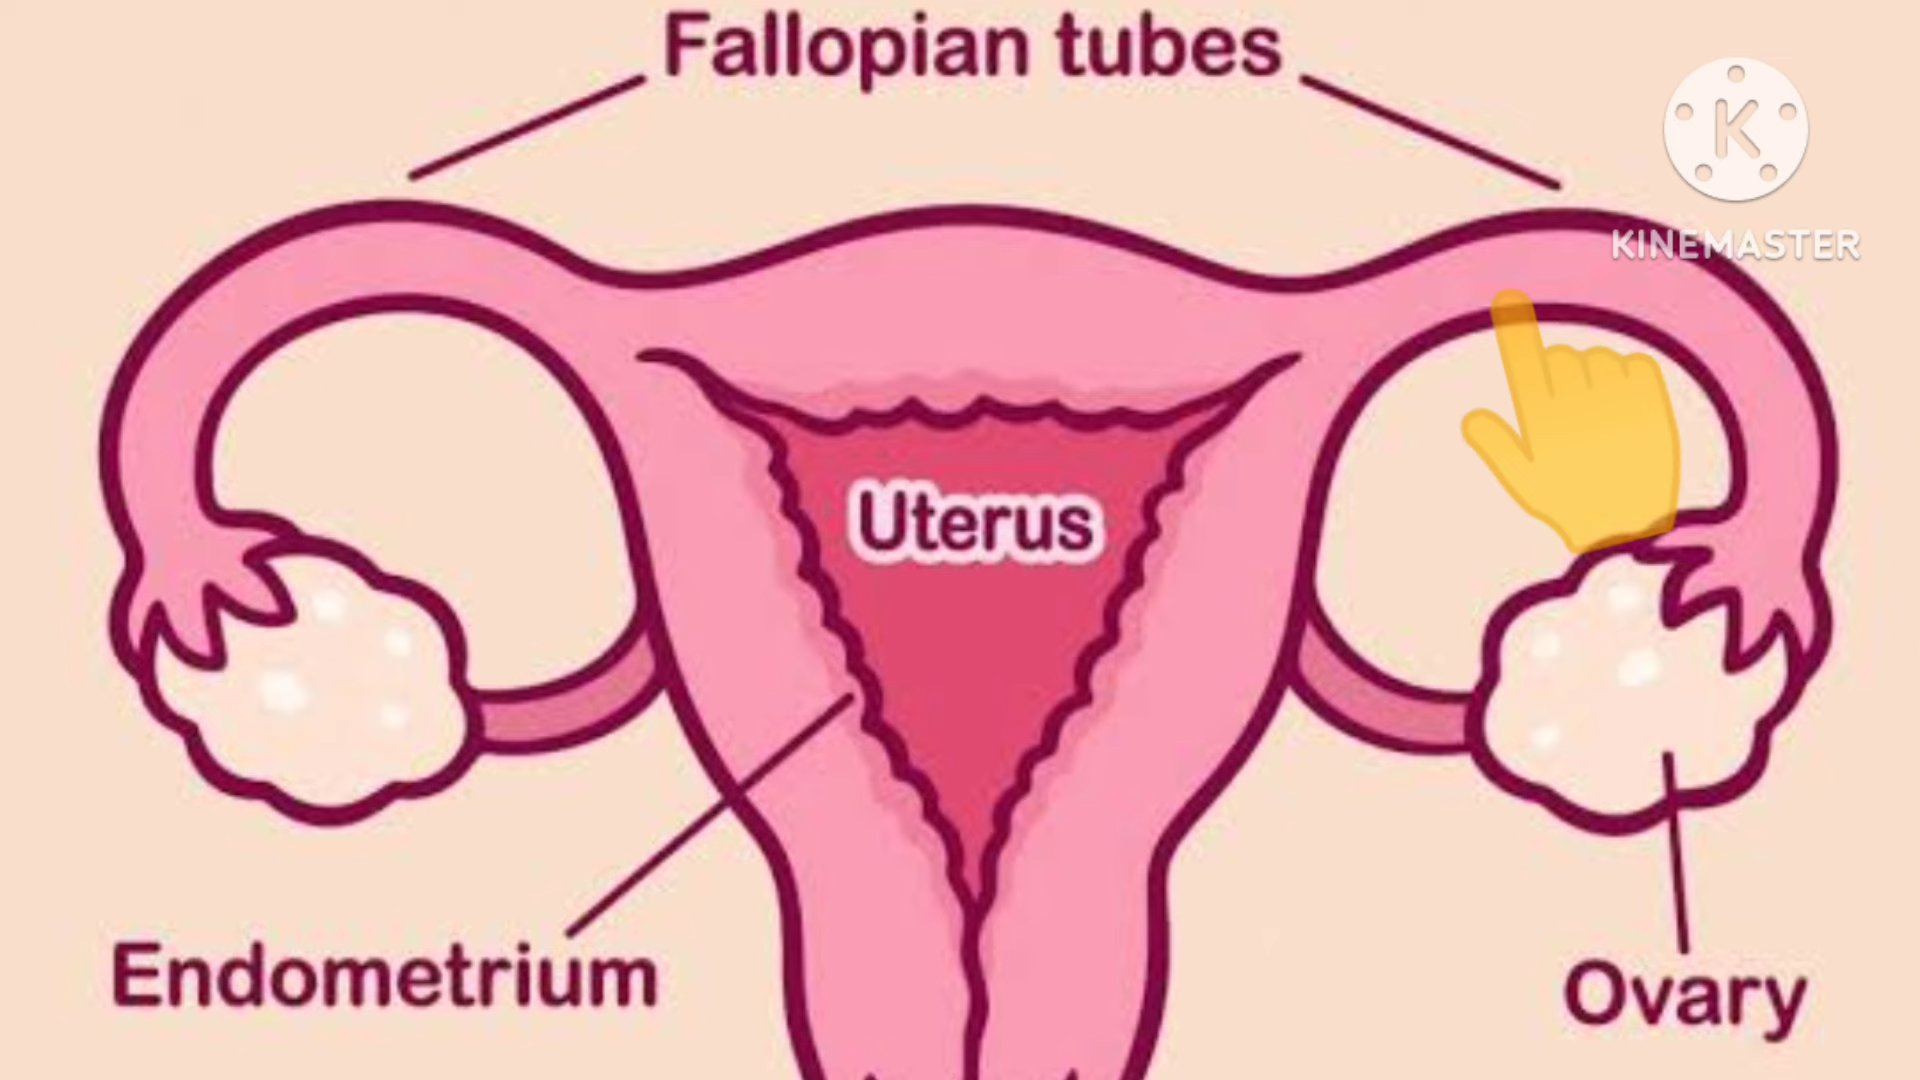 Fallopian tubes
K
KINEMASTER
Uterus
Endometrium
Ovary